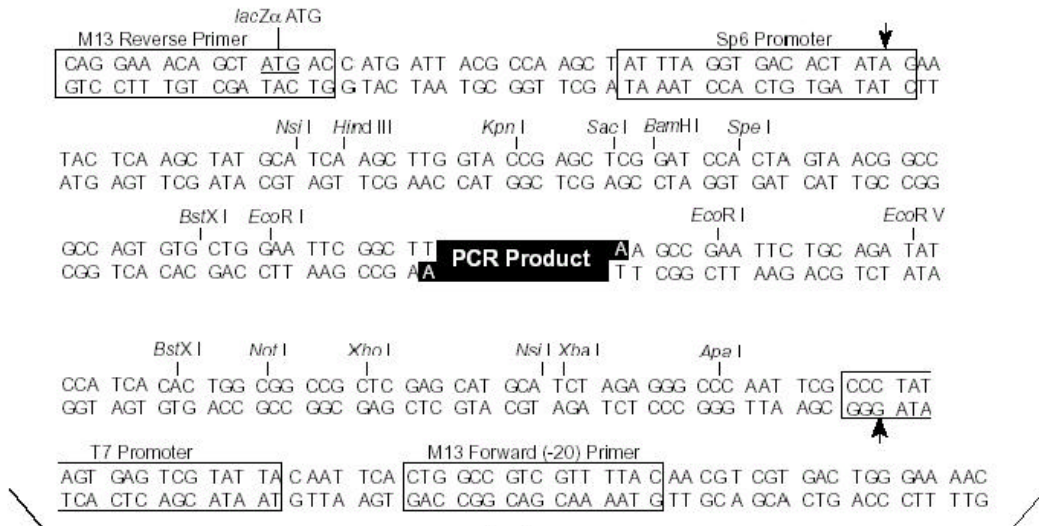 lacZα ATG
M13 Reverse Primer Sp6 Promoter
CAG GAA ACA GCT ATG AC C ATG ATT ACG CCA AGC T AT TTA GGT GAC ACT ATA G AA
GTC CTT TGT CGA TAC TG G TAC TAA TGC GGT TCG A TA AAT CCA CTG TGA TAT C TT
Nsi I Hind III Kpn I Sac I BamH I Spe I
TAC TCA AGC TAT GCA TCA AGC TTG GTA CCG AGC TCG GAT CCA CTA GTA ACG GCC
ATG AGT TCG ATA CGT AGT TCG AAC CAT GGC TCG AGC CTA GGT GAT CAT TGC CGG
BstX I EcoR I EcoR I EcoR V
GCC AGT GTG CTG GAA TTC GGC TT PCR Product A A GCC GAA TTC TGC AGA TAT
CGG TCA CAC GAC CTT AAG CCG A A T T CGG CTT AAG ACG TCT ATA
BstX I Not I Xho I Nsi I Xba I Apa I
CCA TCA CAC TGG CGG CCG CTC GAG CAT GCA TCT AGA GGG CCC AAT TCG CCC TAT
GGT AGT GTG ACC GCC GGC GAG CTC GTA CGT AGA TCT CCC GGG TTA AGC GGG ATA
T7 Promoter M13 Forward (-20) Primer
AGT GAG TCG TAT TA C AAT TCA CTG GCC GTC GTT TTA C AA CGT CGT GAC TGG GAA AAC
TCA CTC AGC ATA AT G TTA AGT GAC CGG CAG CAA AAT G TT GCA GCA CTG ACC CTT TTG